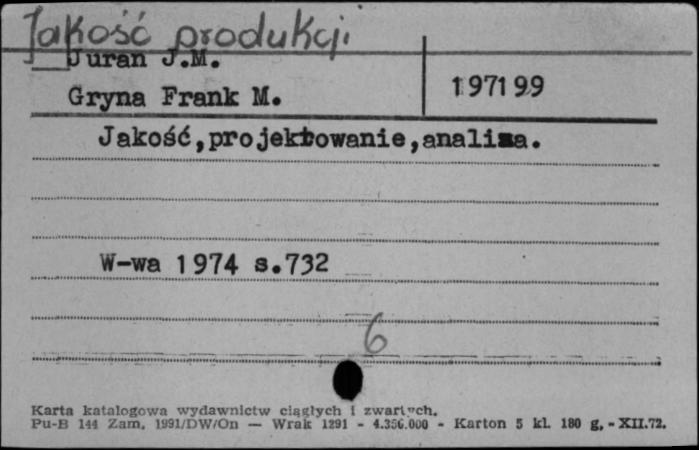 Jakość produkcji
Juran J.M.
Gryna Frank M.
197199
Jakość,projektowanie,analiza.
W-wa 1974 s.732
6
Karta katalogowa wydawnictw ciągłych i zwartych.
Pu-B 144 Zam. 1991/DW/On — Wrak 1291 - 4.356.000 - Karton 5 kl. 180 g. - XII.72.